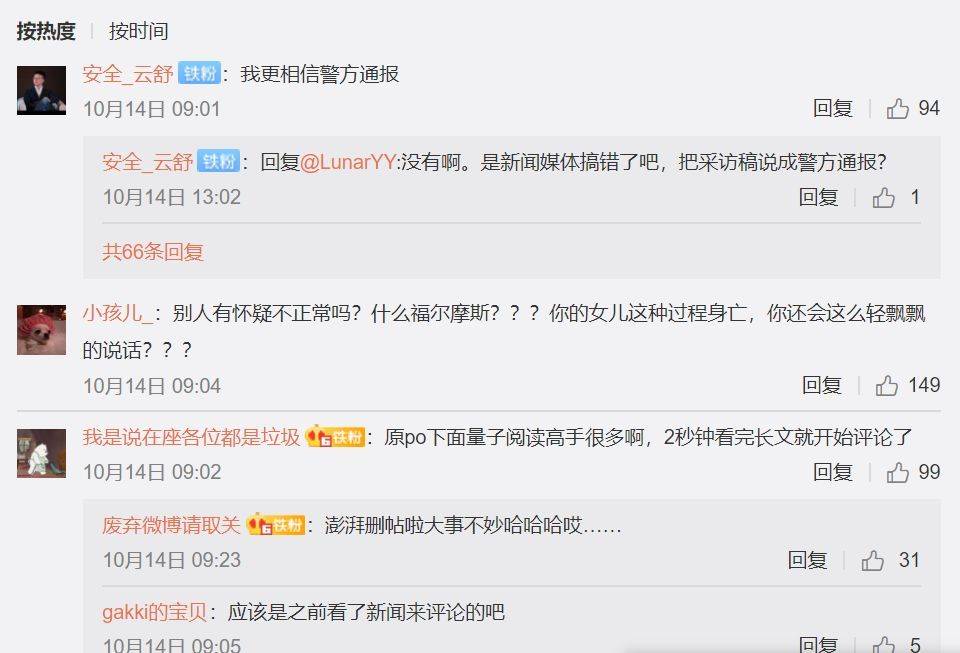 按热度 按时间
安全_云舒 铁粉：我更相信警方通报
10月14日 09:01 回复 94
安全_云舒 铁粉：回复@LunarYY:没有啊。是新闻媒体搞错了吧，把采访稿说成警方通报？
10月14日 13:02 回复 1
共66条回复
小孩儿_：别人有怀疑不正常吗？什么福尔摩斯？？？你的女儿这种过程身亡，你还会这么轻飘飘
的说话？？？
10月14日 09:04 回复 149
我是说在座各位都是垃圾 6铁粉：原po下面量子阅读高手很多啊，2秒钟看完长文就开始评论了
10月14日 09:02 回复 99
废弃微博请取关 6铁粉：澎湃删帖啦大事不妙哈哈哈哎……
10月14日 09:23 回复 31
gakki的宝贝：应该是之前看了新闻来评论的吧
10月14日 09:05 回复 5